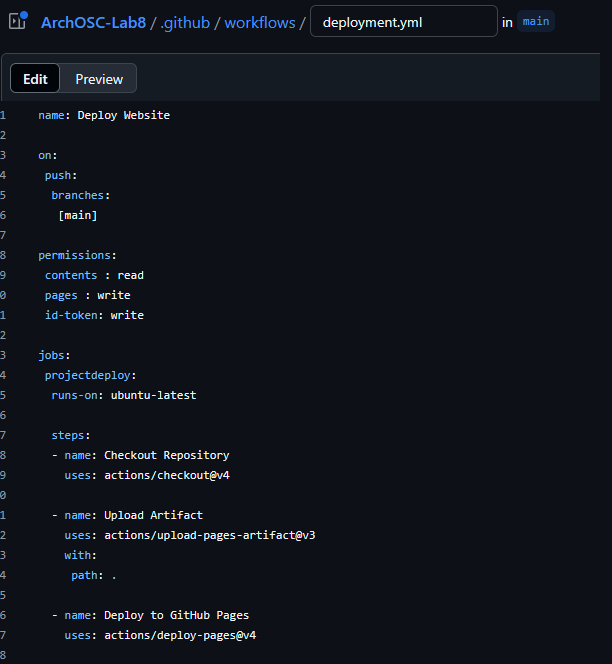 ArchOSC-Lab8 / .github / workflows / deployment.yml in main
Edit Preview
1 name: Deploy Website
2
3 on:
4  push:
5   branches:
6    [main]
7
8 permissions:
9  contents : read
0  pages : write
1  id-token: write
2
3 jobs:
4  projectdeploy:
5   runs-on: ubuntu-latest
6
7   steps:
8   - name: Checkout Repository
9     uses: actions/checkout@v4
0
1   - name: Upload Artifact
2     uses: actions/upload-pages-artifact@v3
3     with:
4      path: .
5
6   - name: Deploy to GitHub Pages
7     uses: actions/deploy-pages@v4
8